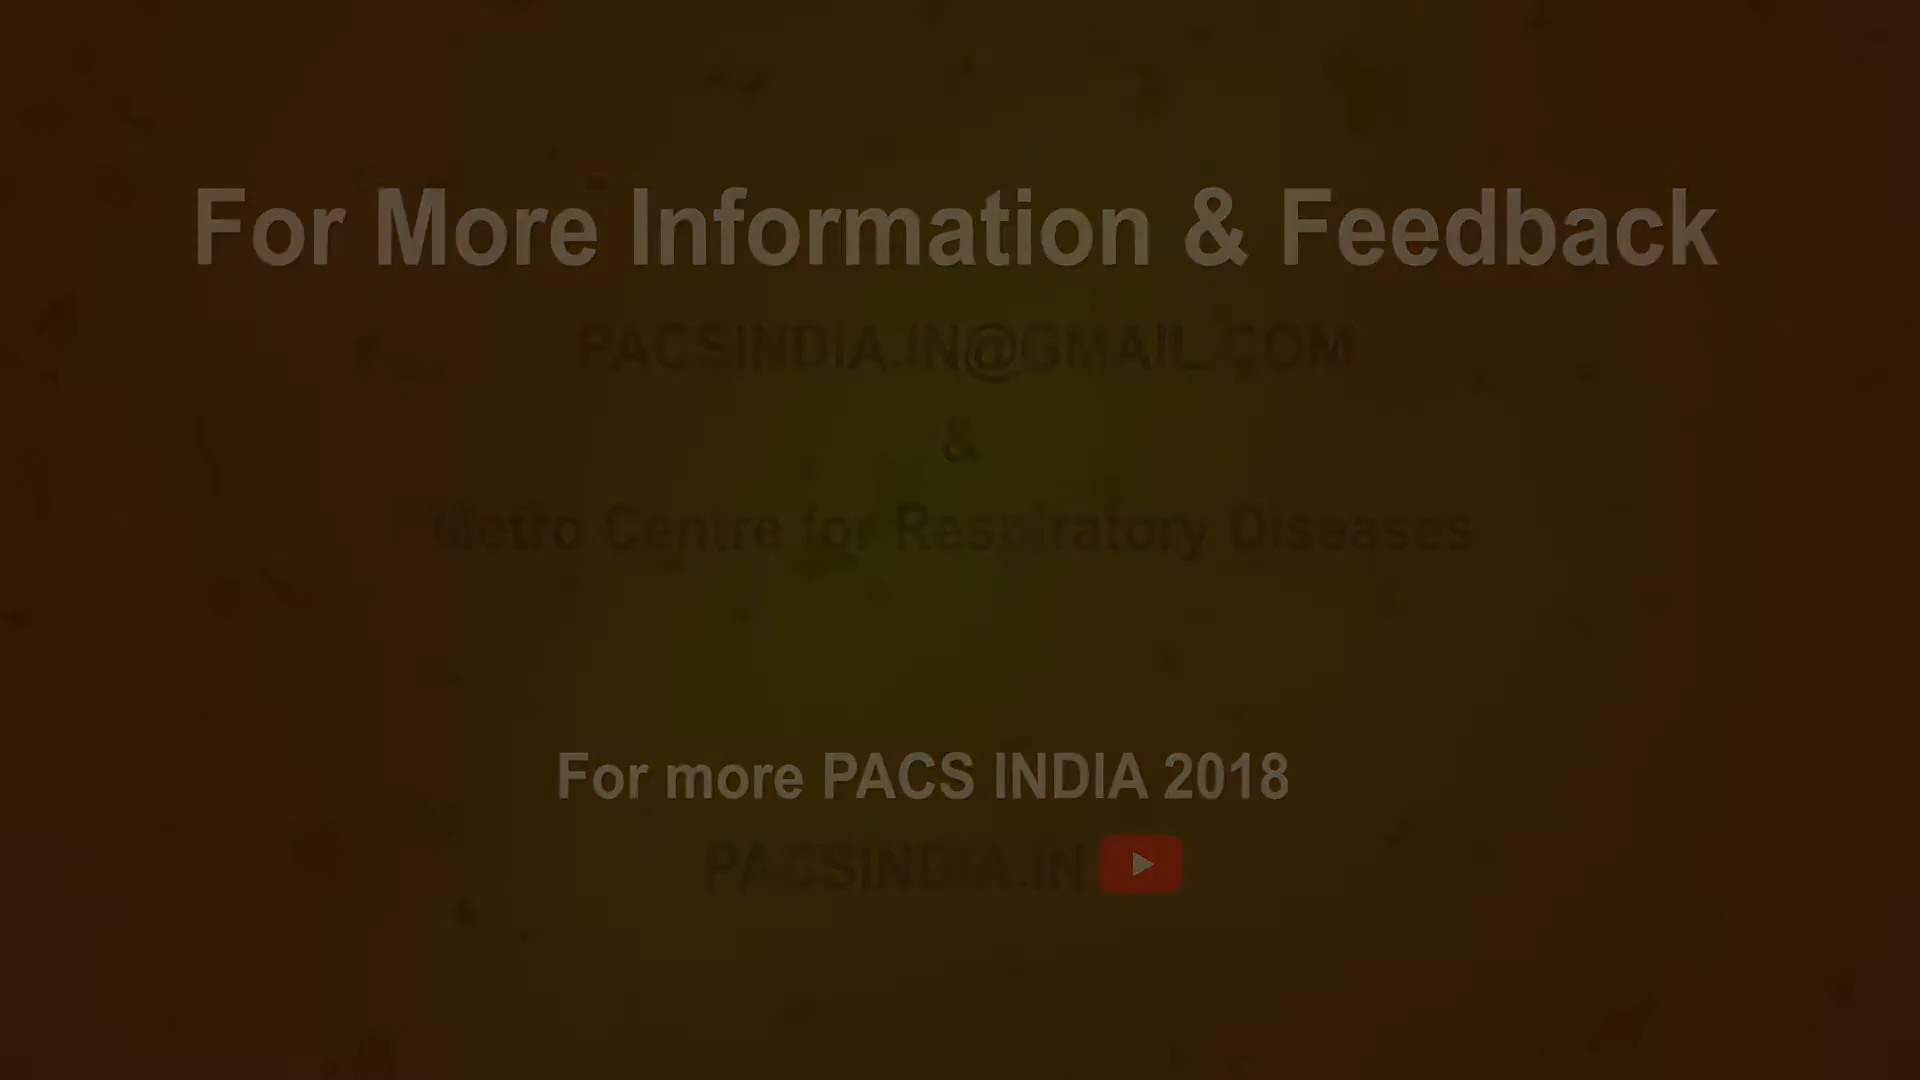 For More Information & Feedback
PACSINDIA.IN@GMAIL.COM
&
"Metro Centre for Respiratory Diseases
For more PACS INDIA 2018
PACSINDIA.IN